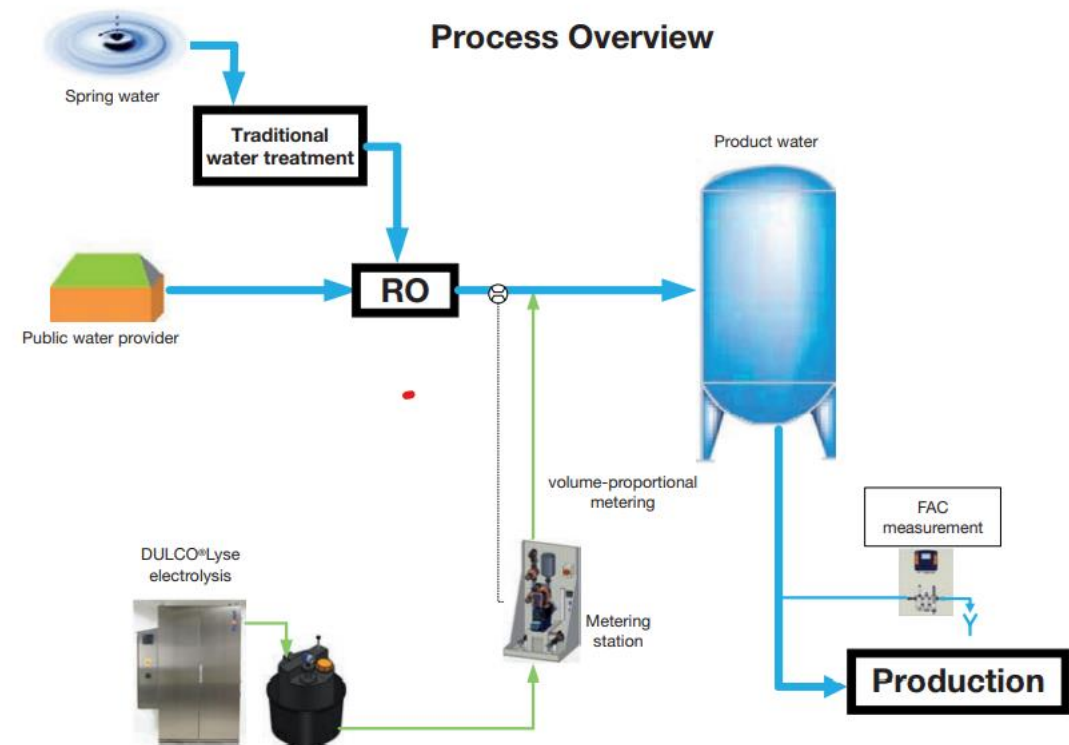 Process Overview
Spring water
Traditional
water treatment
Product water
RO
Public water provider
volume-proportional
metering
FAC
measurement
DULCO®Lyse
electrolysis
Metering
station
Production